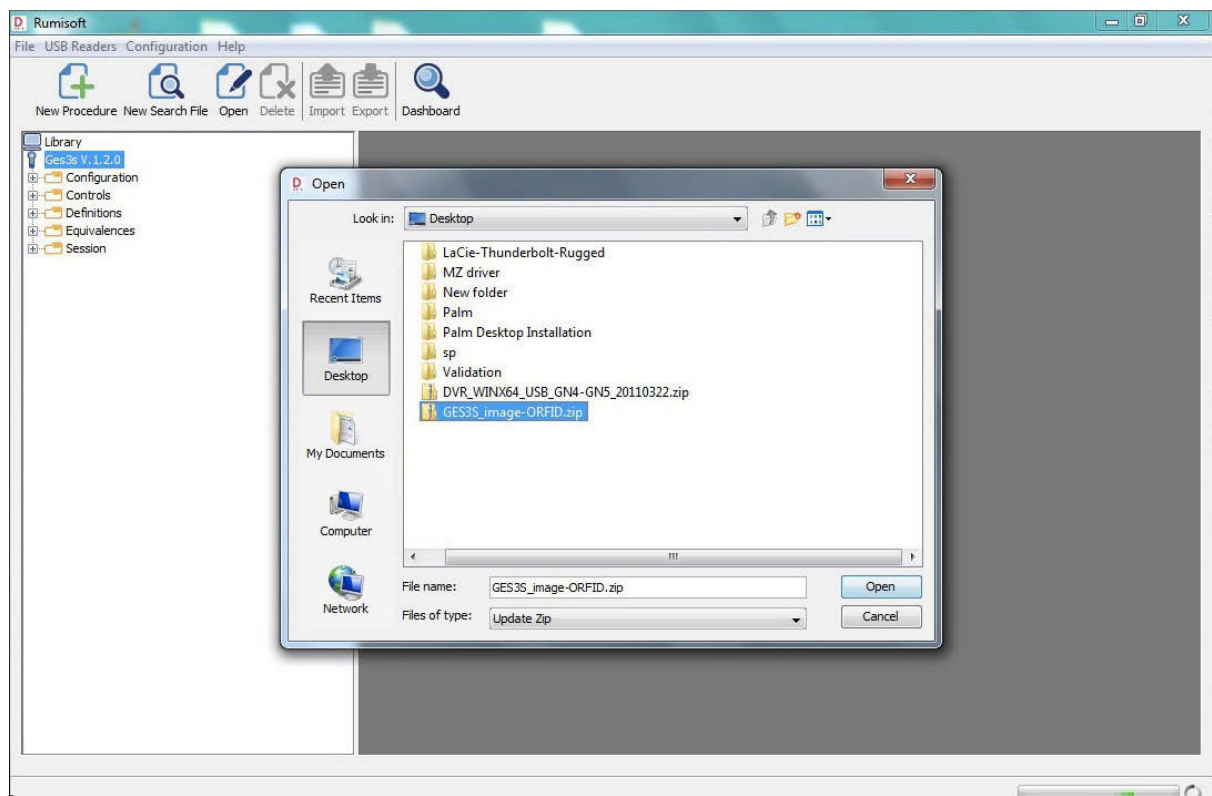 Rumisoft
File USB Readers Configuration Help
New Procedure New Search File Open Delete Import Export Dashboard
Library
Ges3s V.1.2.0
Configuration
Controls
Definitions
Equivalences
Session
Open
Look in: Desktop
Recent Items
Desktop
My Documents
Computer
Network
LaCie-Thunderbolt-Rugged
MZ driver
New folder
Palm
Palm Desktop Installation
sp
Validation
DVR_WINX64_USB_GN4-GN5_20110322.zip
GES3S_image-ORFID.zip
File name: GES3S_image-ORFID.zip Open
Files of type: Update Zip Cancel